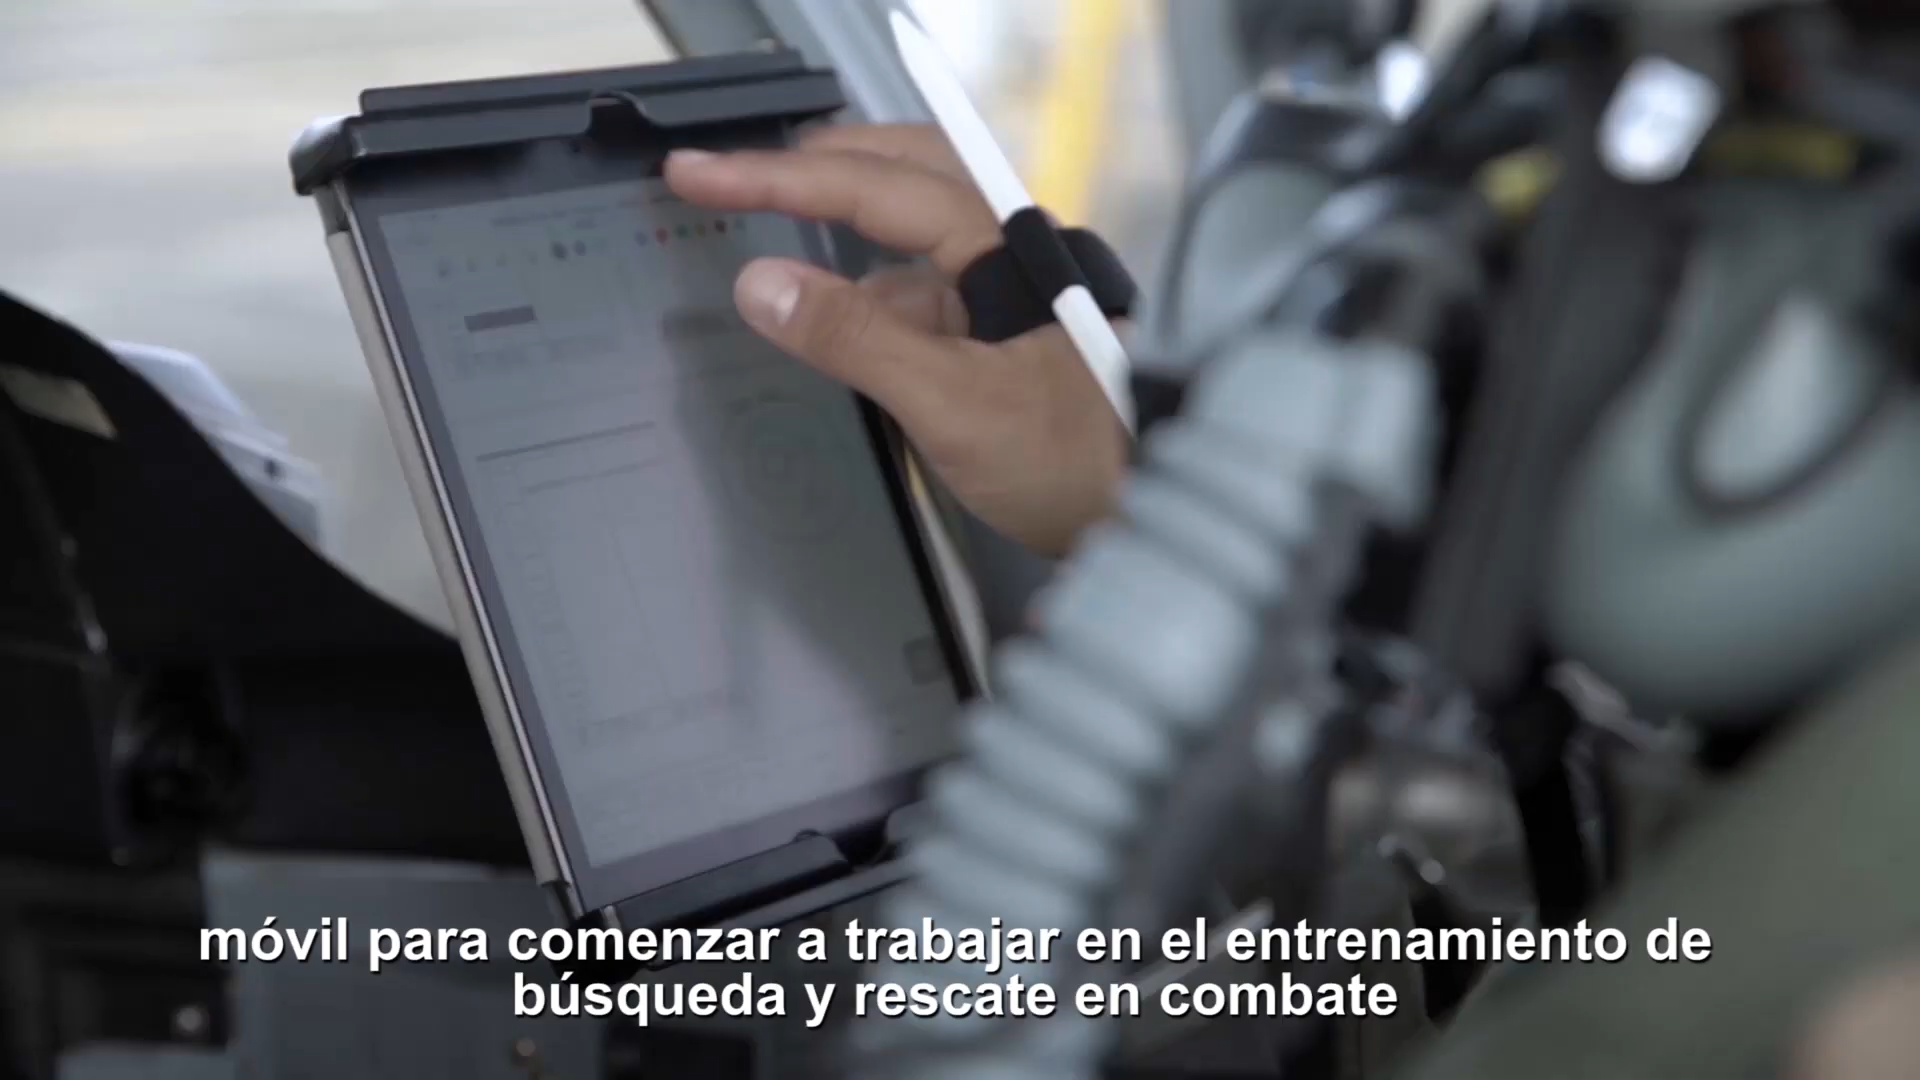 móvil para comenzar a trabajar en el entrenamiento de
búsqueda y rescate en combate